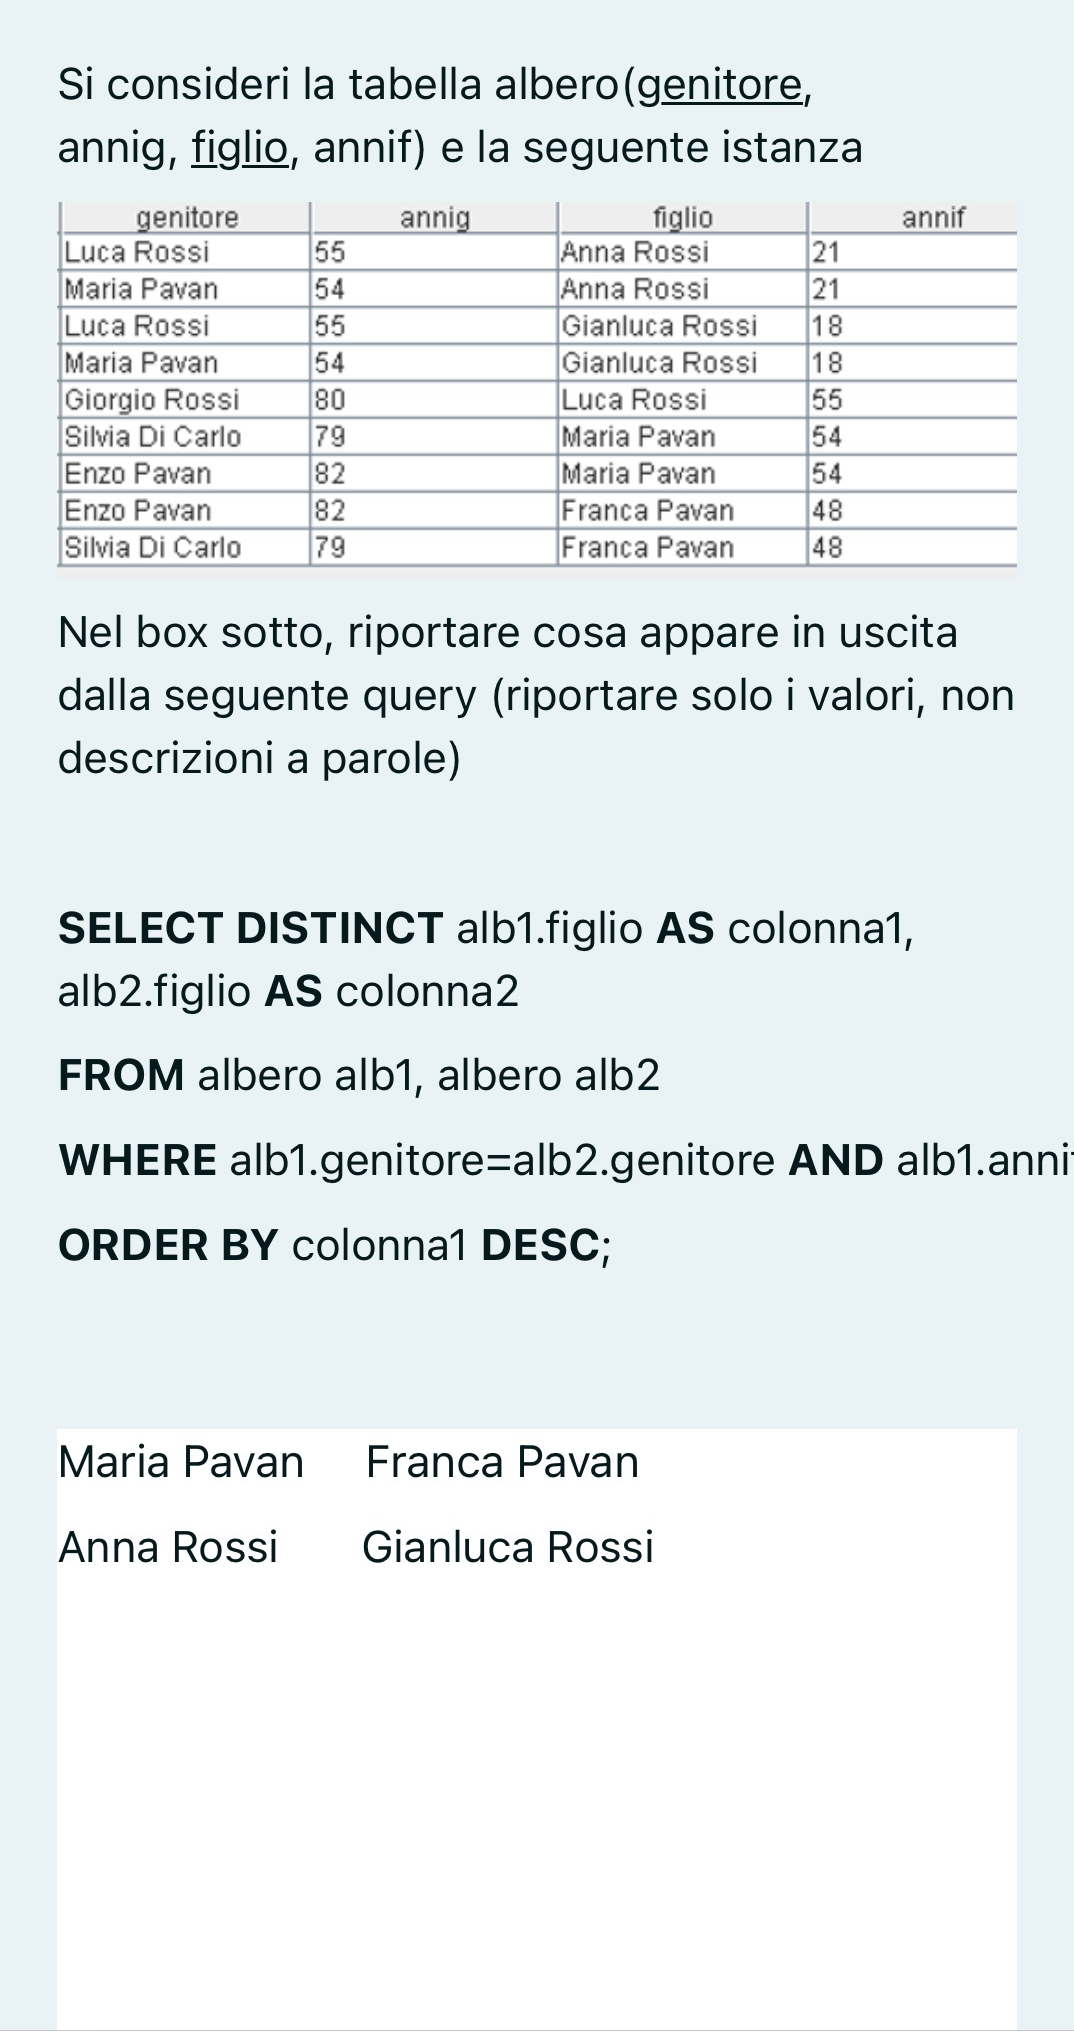 Si consideri la tabella albero(genitore,
annig, figlio, annif) e la seguente istanza
genitore annig figlio annif
Luca Rossi 55 Anna Rossi 21
Maria Pavan 54 Anna Rossi 21
Luca Rossi 55 Gianluca Rossi 18
Maria Pavan 54 Gianluca Rossi 18
Giorgio Rossi 80 Luca Rossi 55
Silvia Di Carlo 79 Maria Pavan 54
Enzo Pavan 82 Maria Pavan 54
Enzo Pavan 82 Franca Pavan 48
Silvia Di Carlo 79 Franca Pavan 48
Nel box sotto, riportare cosa appare in uscita
dalla seguente query (riportare solo i valori, non
descrizioni a parole)
SELECT DISTINCT alb1.figlio AS colonna1,
alb2.figlio AS colonna2
FROM albero alb1, albero alb2
WHERE alb1.genitore=alb2.genitore AND
ORDER BY colonna1 DESC;
Maria Pavan Franca Pavan
Anna Rossi Gianluca Rossi